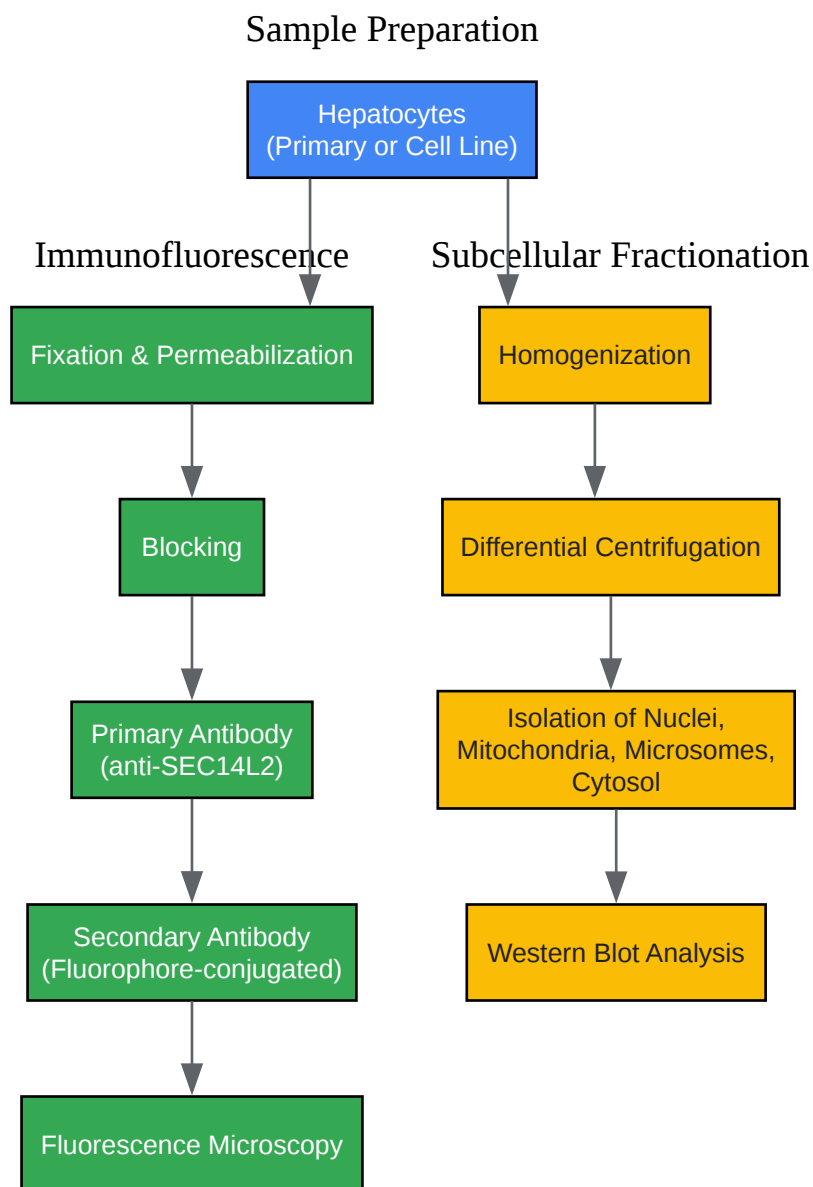 Sample Preparation
Hepatocytes
(Primary or Cell Line)
Immunofluorescence
Fixation & Permeabilization
Blocking
Primary Antibody
(anti-SEC14L2)
Secondary Antibody
(Fluorophore-conjugated)
Fluorescence Microscopy
Subcellular Fractionation
Homogenization
Differential Centrifugation
Isolation of Nuclei,
Mitochondria, Microsomes,
Cytosol
Western Blot Analysis